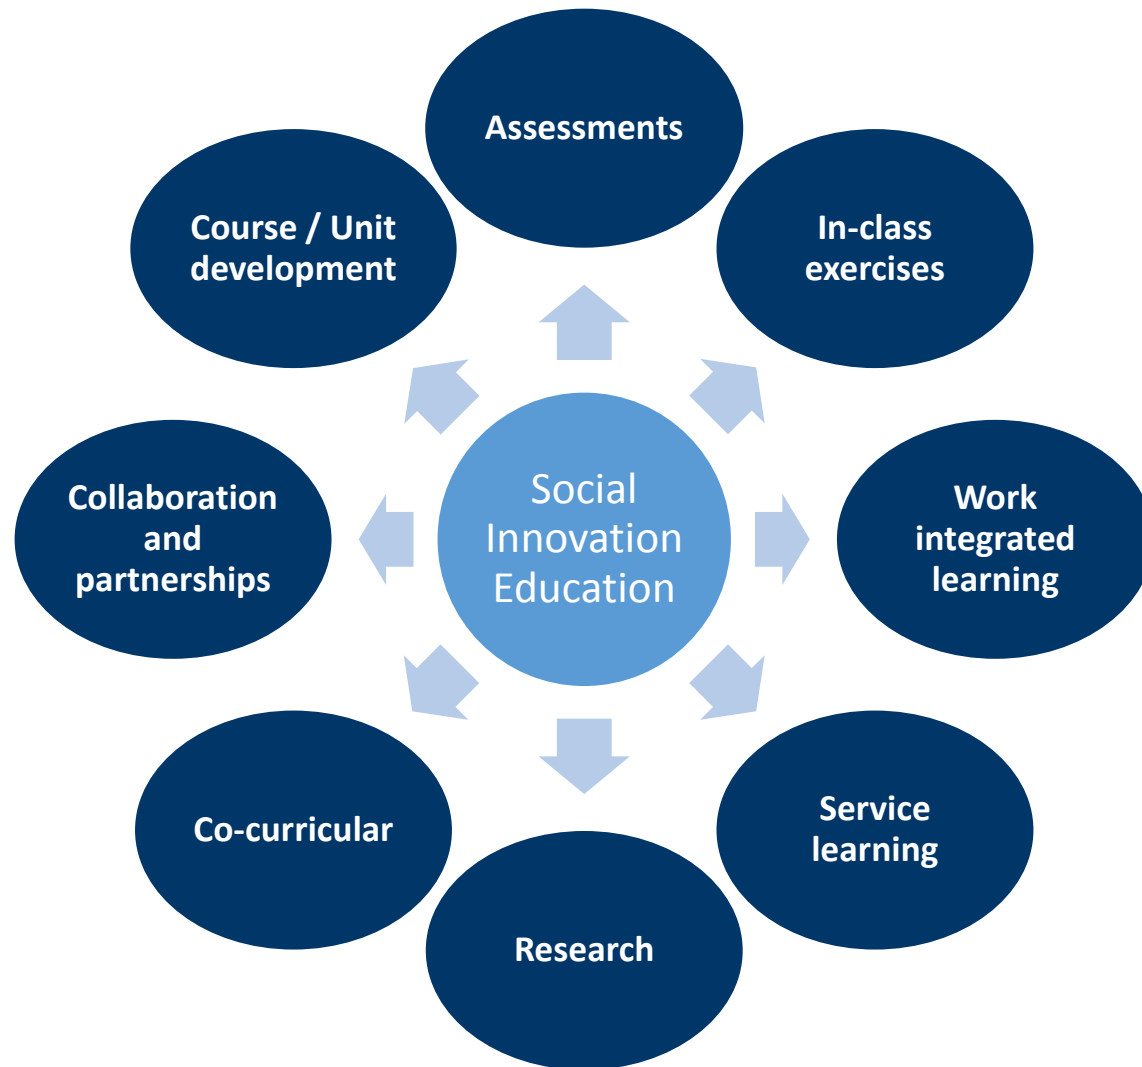 Assessments
Course / Unit
development
In-class
exercises
Collaboration
and
partnerships
Social
Innovation
Education
Work
integrated
learning
Co-curricular
Service
learning
Research